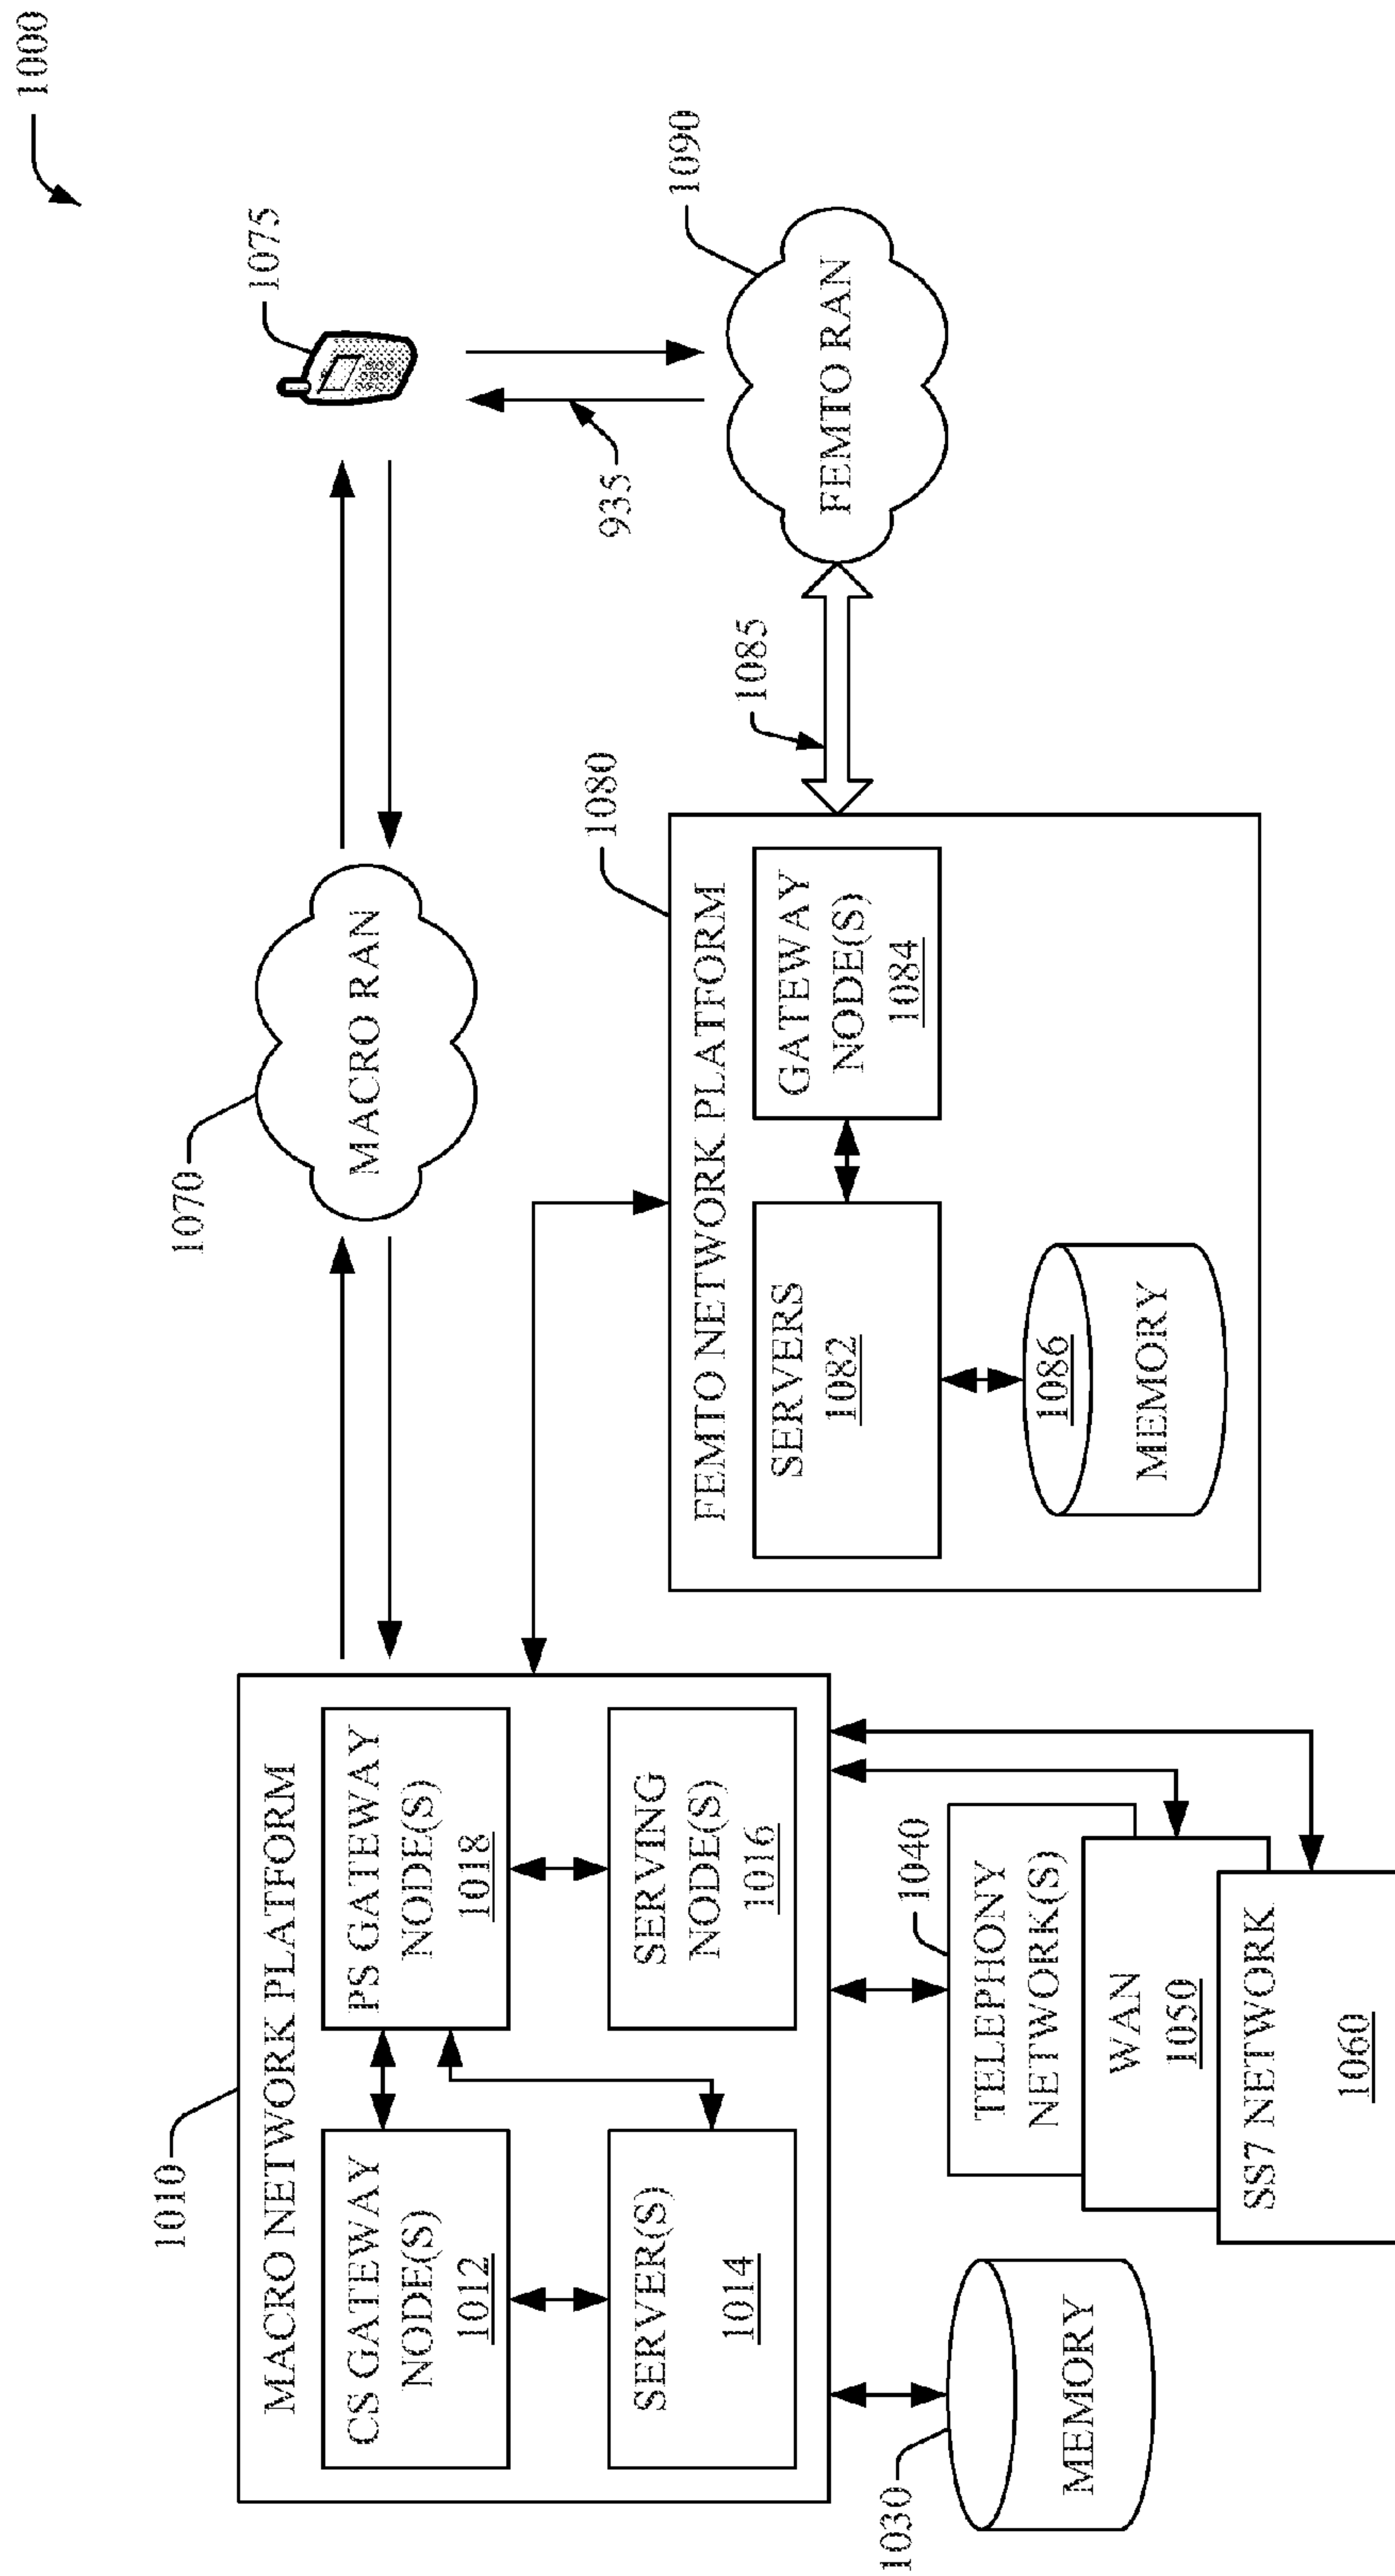 1000
1010
MACRO NETWORK PLATFORM
CS GATEWAY
NODE(S)
1012
PS GATEWAY
NODE(S)
1018
SERVER(S)
1014
SERVING
NODE(S)
1016
1070
MACRO RAN
1075
935
1090
FEMTO RAN
1085
1080
FEMTO NETWORK PLATFORM
SERVERS
1082
GATEWAY
NODE(S)
1084
1086
MEMORY
1030
MEMORY
1040
TELEPHONY
NETWORK(S)
WAN
1050
SS7 NETWORK
1060